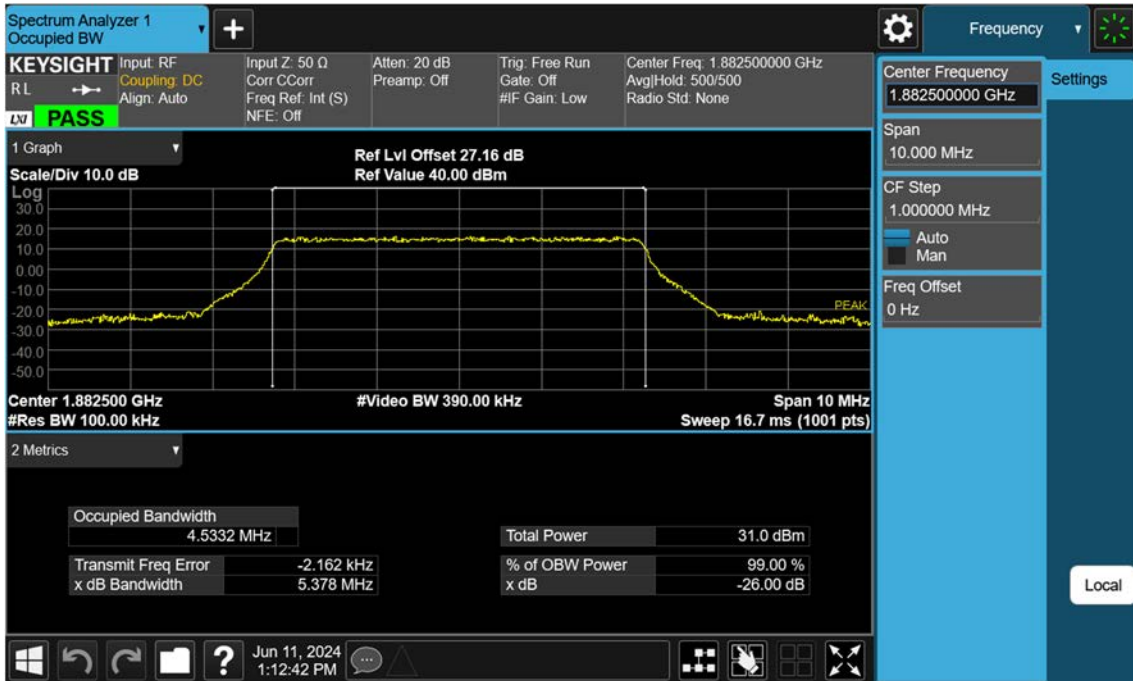 Spectrum Analyzer 1
Occupied BW
+
Frequency
KEYSIGHT
R L
LXI
PASS
Input: RF
Coupling: DC
Align: Auto
Input Z: 50 Ω
Corr CCorr
Freq Ref: Int (S)
NFE: Off
Atten: 20 dB
Preamp: Off
Trig: Free Run
Gate: Off
#IF Gain: Low
Center Freq: 1.882500000 GHz
Avg|Hold: 500/500
Radio Std: None
Center Frequency
1.882500000 GHz
Settings
Span
10.000 MHz
CF Step
1.000000 MHz
Auto
Man
Freq Offset
0 Hz
Local
1 Graph
Scale/Div 10.0 dB
Ref Lvl Offset 27.16 dB
Ref Value 40.00 dBm
Log
30.0
20.0
10.0
0.00
-10.0
-20.0
-30.0
-40.0
-50.0
PEAK
Center 1.882500 GHz
#Video BW 390.00 kHz
Span 10 MHz
#Res BW 100.00 kHz
Sweep 16.7 ms (1001 pts)
2 Metrics
Occupied Bandwidth
4.5332 MHz
Total Power 31.0 dBm
Transmit Freq Error -2.162 kHz
% of OBW Power 99.00 %
x dB Bandwidth 5.378 MHz
x dB -26.00 dB
?
Jun 11, 2024
1:12:42 PM